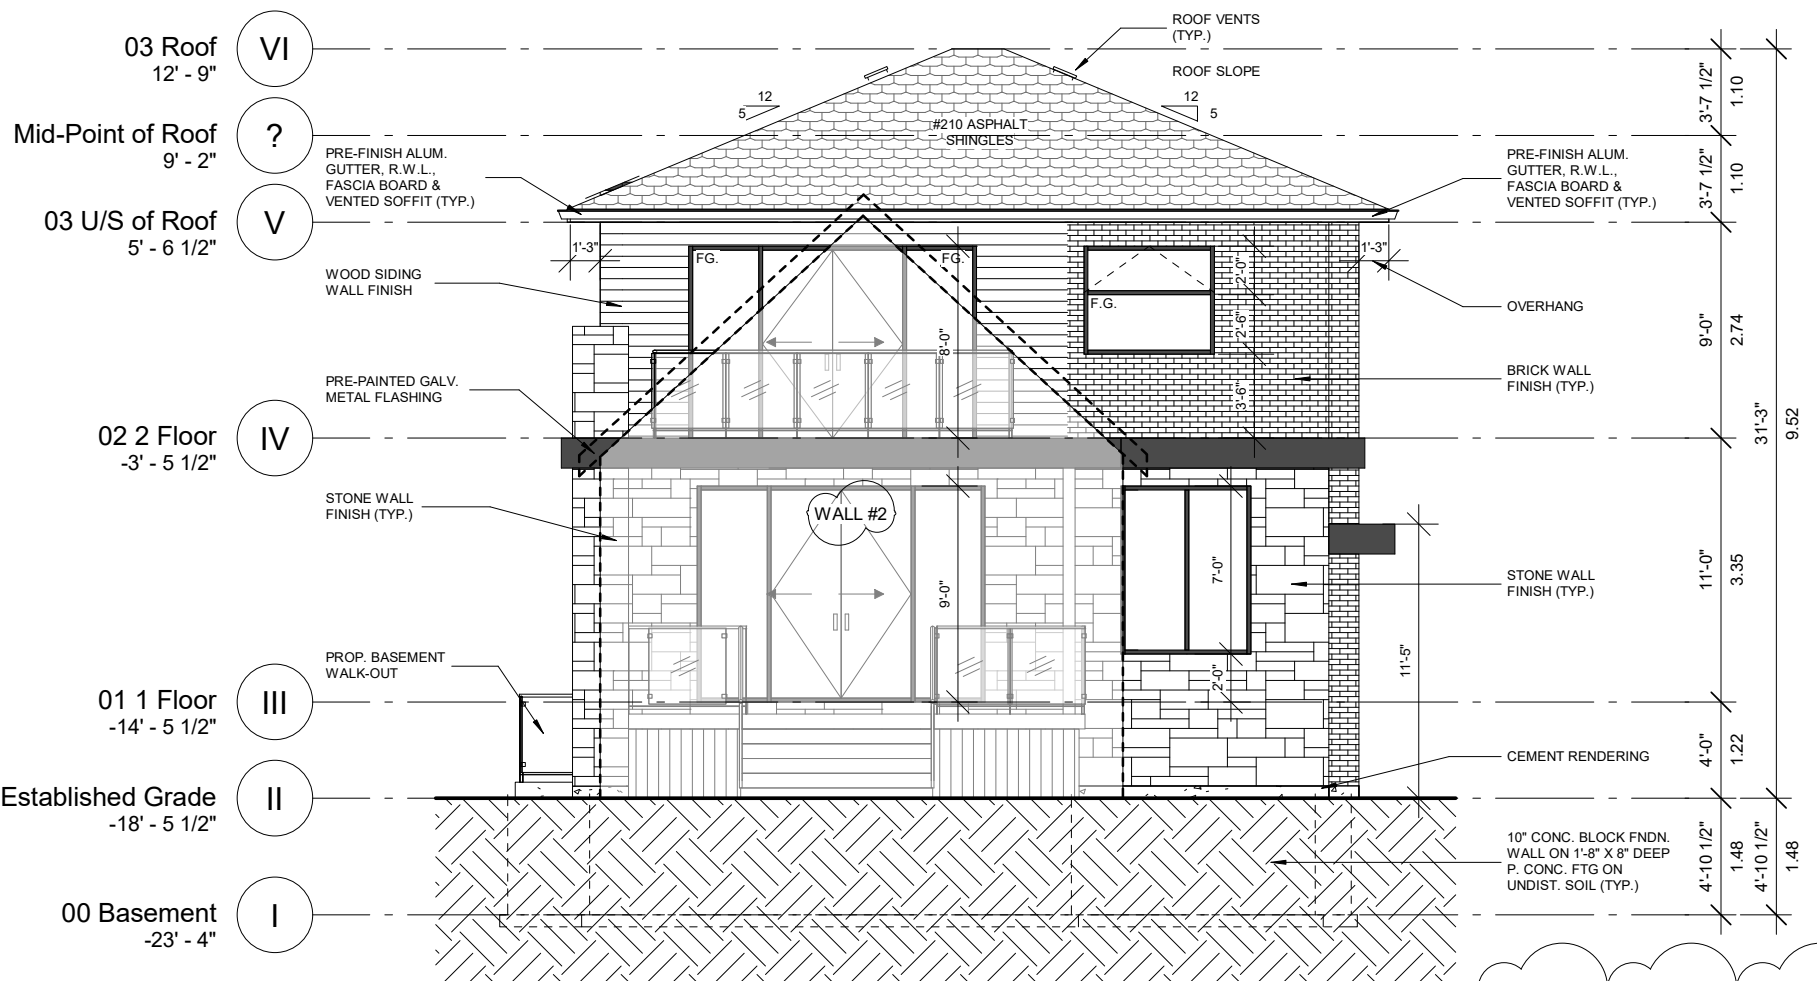 03 Roof
12' - 9"
VI
Mid-Point of Roof
9' - 2"
?
03 U/S of Roof
5' - 6 1/2"
V
02 2 Floor
-3' - 5 1/2"
IV
01 1 Floor
-14' - 5 1/2"
III
Established Grade
-18' - 5 1/2"
II
00 Basement
-23' - 4"
I
PRE-FINISH ALUM.
GUTTER, R.W.L.,
FASCIA BOARD &
VENTED SOFFIT (TYP.)
WOOD SIDING
WALL FINISH
PRE-PAINTED GALV.
METAL FLASHING
STONE WALL
FINISH (TYP.)
PROP. BASEMENT
WALK-OUT
12
5
#210 ASPHALT
SHINGLES
12
5
1'-3"
FG.
FG.
F.G.
8'-0"
2'-0"
2'-6"
3'-6"
1'-3"
WALL #2
9'-0"
7'-0"
2'-0"
11'-5"
ROOF VENTS
(TYP.)
ROOF SLOPE
PRE-FINISH ALUM.
GUTTER, R.W.L.,
FASCIA BOARD &
VENTED SOFFIT (TYP.)
OVERHANG
BRICK WALL
FINISH (TYP.)
STONE WALL
FINISH (TYP.)
CEMENT RENDERING
10" CONC. BLOCK FNDN.
WALL ON 1'-8" X 8" DEEP
P. CONC. FTG ON
UNDIST. SOIL (TYP.)
3'-7 1/2"
1.10
3'-7 1/2"
1.10
9'-0"
2.74
11'-0"
3.35
4'-0"
1.22
4'-10 1/2"
1.48
31'-3"
9.52
4'-10 1/2"
1.48